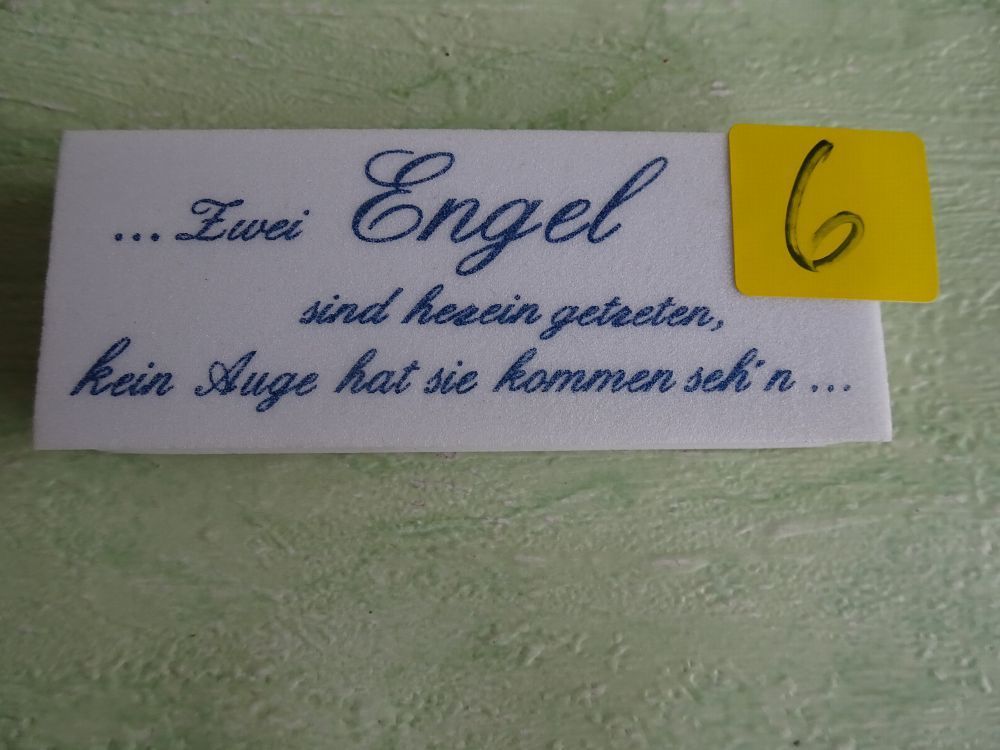 ... Zwei Engel
6
sind herein getreten,
kein Auge hat sie kommen seh'n ...